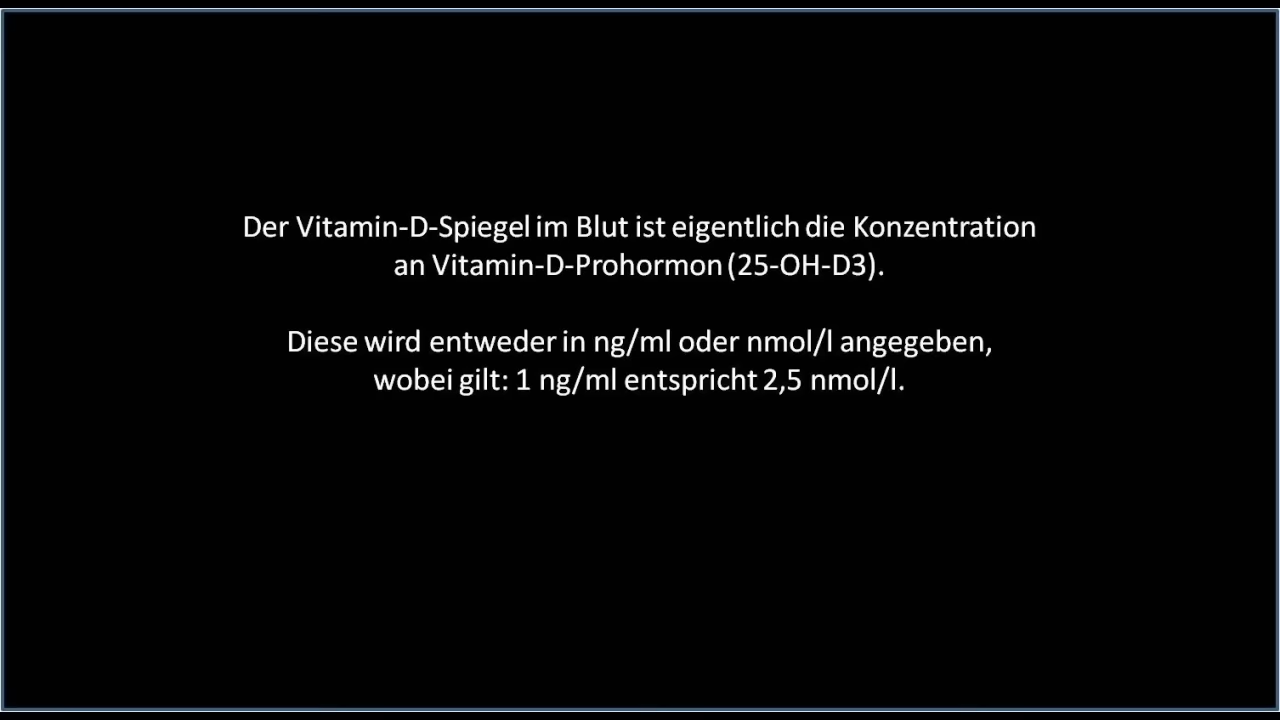 Der Vitamin-D-Spiegel im Blut ist eigentlich die Konzentration
an Vitamin-D-Prohormon (25-OH-D3).
Diese wird entweder in ng/ml oder nmol/l angegeben,
wobei gilt: 1 ng/ml entspricht 2,5 nmol/l.